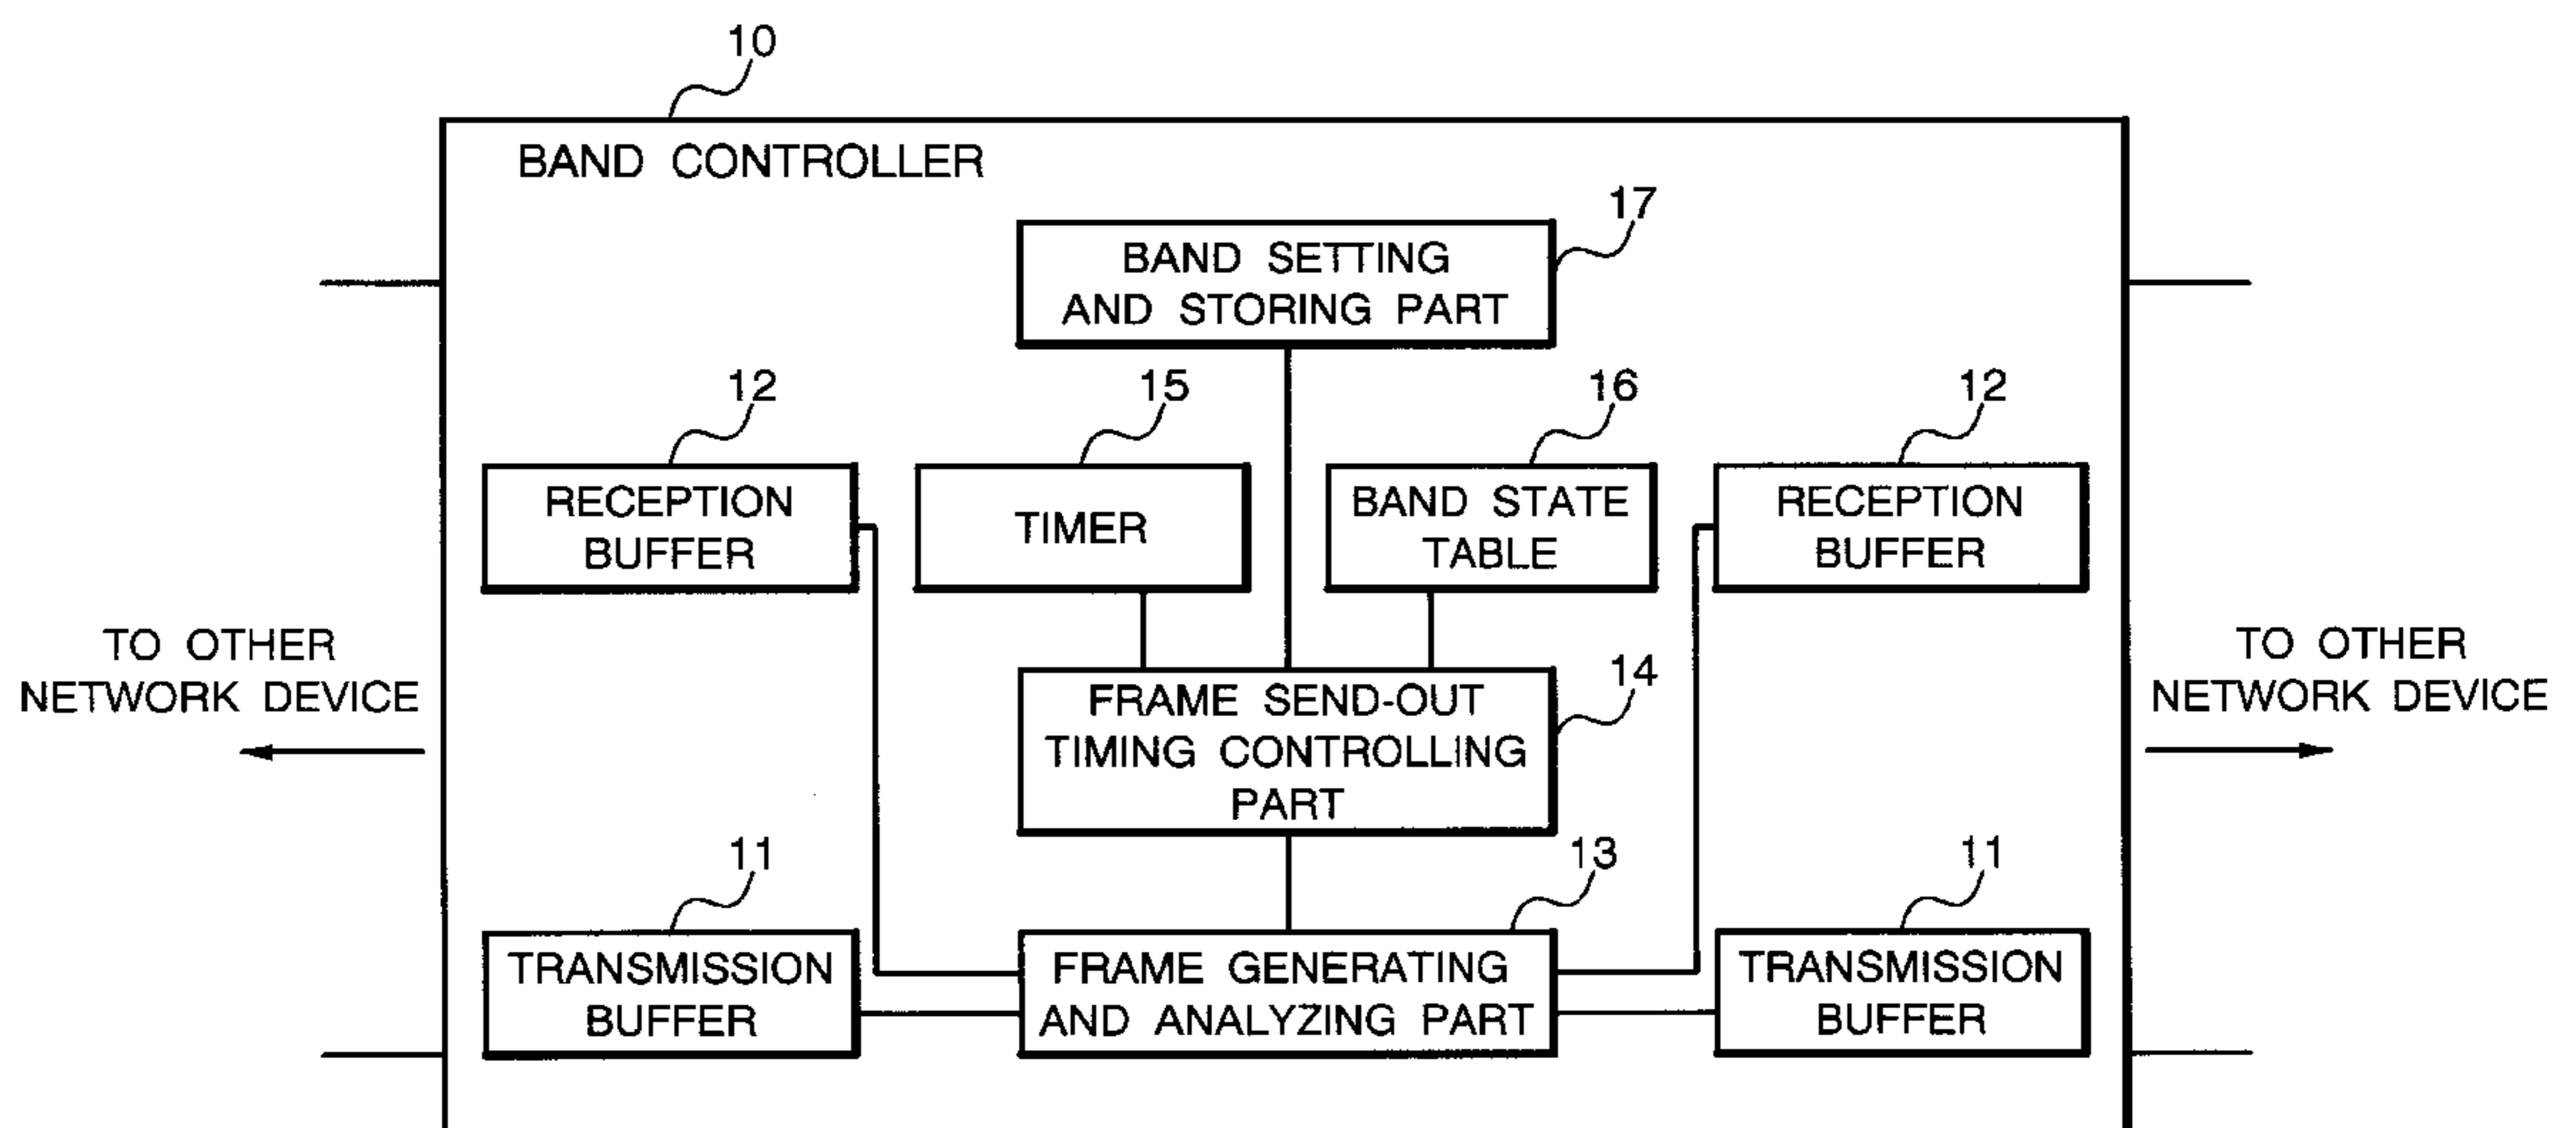 10
BAND CONTROLLER
17
BAND SETTING
AND STORING PART
12
15
16
12
RECEPTION
BUFFER
TIMER
BAND STATE
TABLE
RECEPTION
BUFFER
TO OTHER
NETWORK DEVICE
14
FRAME SEND-OUT
TIMING CONTROLLING
PART
TO OTHER
NETWORK DEVICE
11
13
11
TRANSMISSION
BUFFER
FRAME GENERATING
AND ANALYZING PART
TRANSMISSION
BUFFER